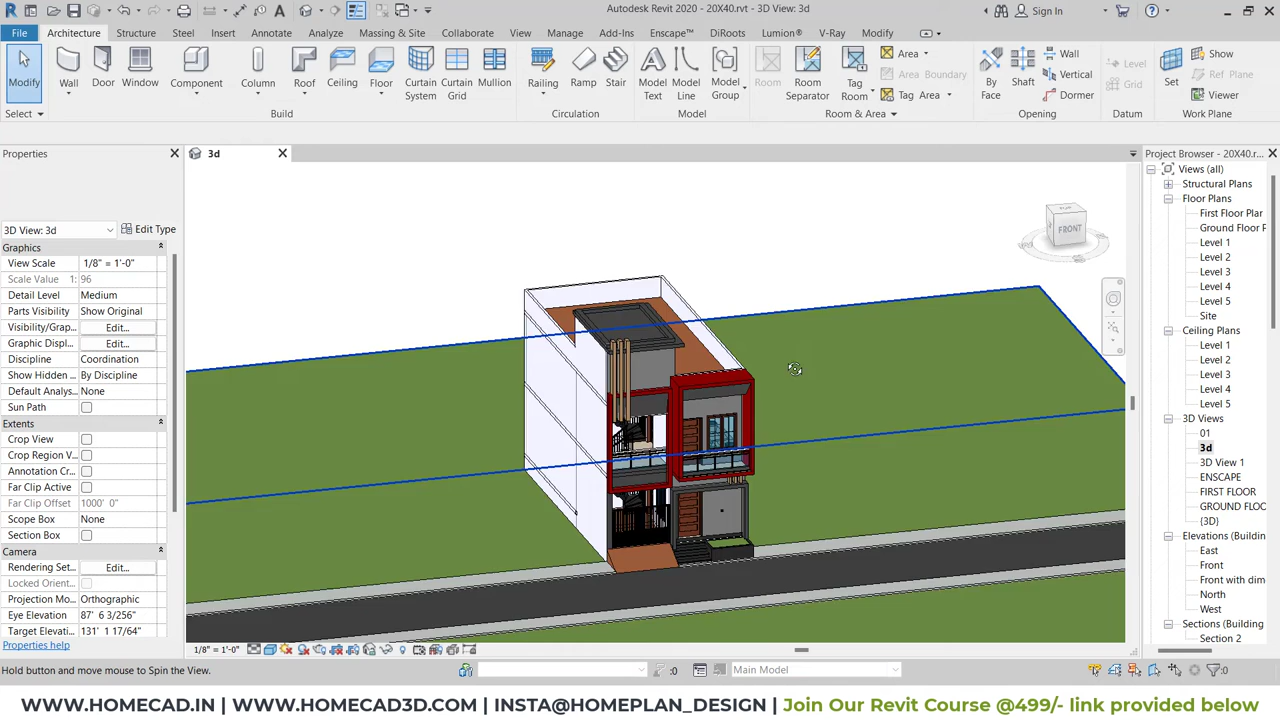 Autodesk Revit 2020 - 20X40.rvt - 3D View: 3d
Sign In
File Architecture Structure Steel Insert Annotate Analyze Massing & Site Collaborate View Manage Add-Ins Enscape™ DiRoots Lumion® V-Ray Modify
Modify Wall Door Window Component Column Roof Ceiling Floor Curtain System Curtain Grid Mullion Railing Ramp Stair Model Text Model Line Model Group Room Room Separator Tag Room Area Area Boundary Tag Area By Face Shaft Wall Vertical Dormer Level Grid Set Show Ref Plane Viewer
Select Build Circulation Model Room & Area Opening Datum Work Plane
Properties
3d
Project Browser - 20X40.r...
3D View: 3d
Edit Type
Graphics
View Scale 1/8" = 1'-0"
Scale Value 1: 96
Detail Level Medium
Parts Visibility Show Original
Visibility/Grap... Edit...
Graphic Displ... Edit...
Discipline Coordination
Show Hidden ... By Discipline
Default Analys... None
Sun Path
Extents
Crop View
Crop Region V...
Annotation Cr...
Far Clip Active
Far Clip Offset 1000' 0"
Scope Box None
Section Box
Camera
Rendering Set... Edit...
Locked Orient...
Projection Mo... Orthographic
Eye Elevation 87' 6 3/256"
Target Elevati... 131' 1 17/64"
Properties help
FRONT
Views (all)
Structural Plans
Floor Plans
First Floor Plar
Ground Floor P
Level 1
Level 2
Level 3
Level 4
Level 5
Site
Ceiling Plans
Level 1
Level 2
Level 3
Level 4
Level 5
3D Views
01
3d
3D View 1
ENSCAPE
FIRST FLOOR
GROUND FLOO
{3D}
Elevations (Buildin
East
Front
Front with dim
North
West
Sections (Building
Section 2
1/8" = 1'-0"
Hold button and move mouse to Spin the View.
:0
Main Model
:0
WWW.HOMECAD.IN | WWW.HOMECAD3D.COM | INSTA@HOMEPLAN_DESIGN | Join Our Revit Course @499/- link provided below